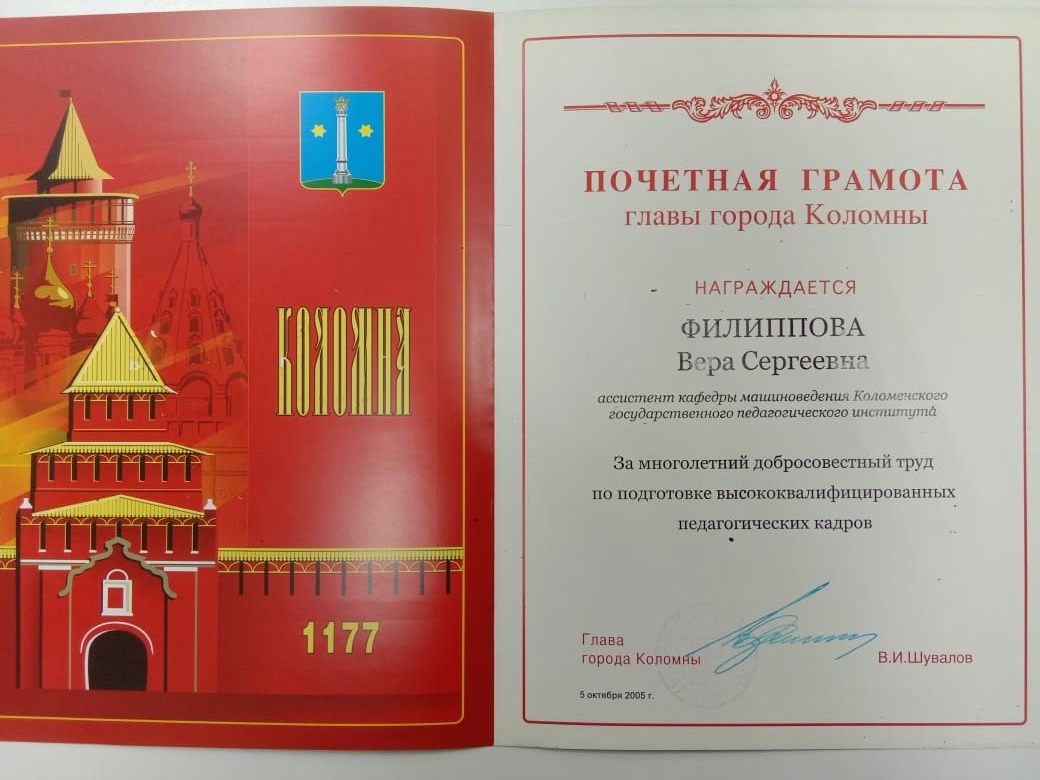 КОЛОМНА
1177
ПОЧЕТНАЯ ГРАМОТА
главы города Коломны
НАГРАЖДАЕТСЯ
ФИЛИППОВА
Вера Сергеевна
ассистент кафедры машиноведения Коломенского
государственного педагогического института
За многолетний добросовестный труд
по подготовке высококвалифицированных
педагогических кадров
Глава
города Коломны
В.И.Шувалов
5 октября 2005 г.